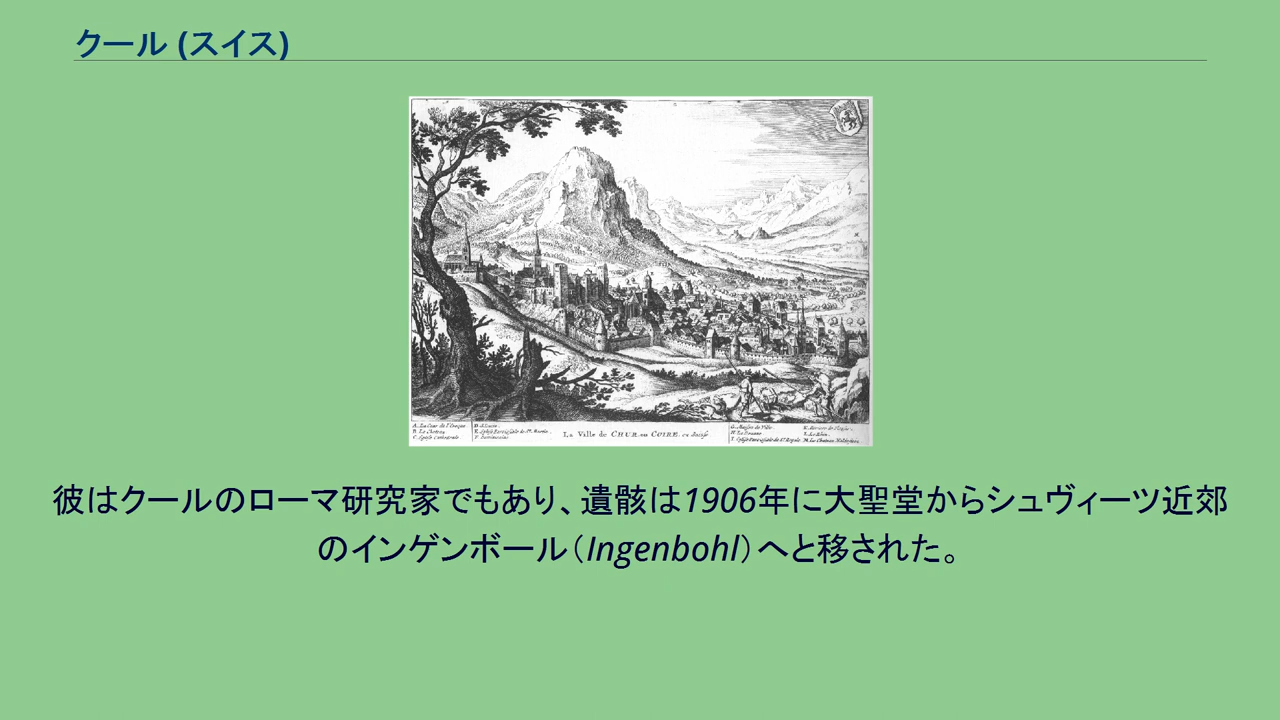 クール (スイス)
La Ville de CHUR ou COIRE. en Suisse
彼はクールのローマ研究家でもあり、遺骸は1906年に大聖堂からシュヴィーツ近郊
のインゲンボール（Ingenbohl）へと移された。